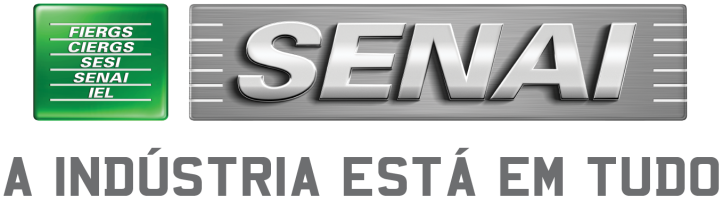 FIERGS
CIERGS
SESI
SENAI
IEL
SENAI
A INDÚSTRIA ESTÁ EM TUDO